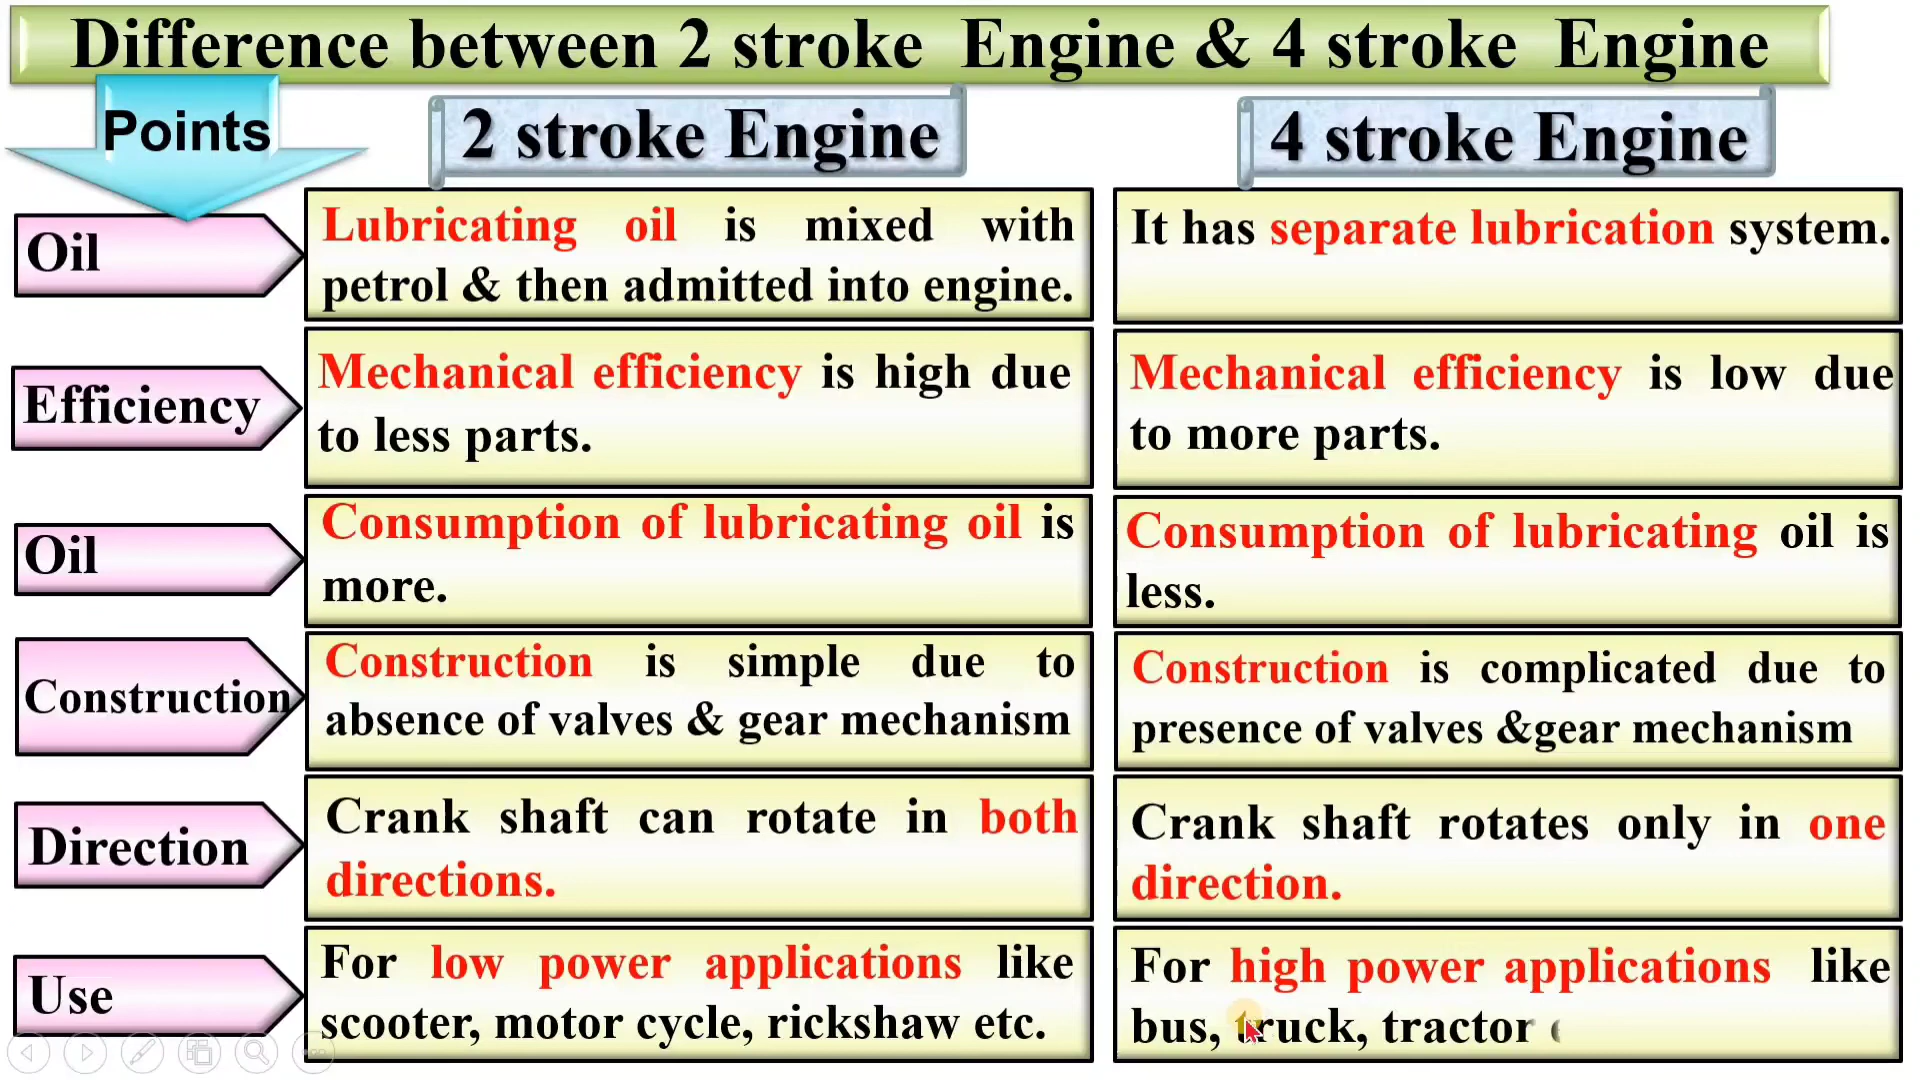 Difference between 2 stroke Engine & 4 stroke Engine
Points
2 stroke Engine
4 stroke Engine
Oil
Lubricating oil is mixed with
petrol & then admitted into engine.
It has separate lubrication system.
Efficiency
Mechanical efficiency is high due
to less parts.
Mechanical efficiency is low due
to more parts.
Oil
Consumption of lubricating oil is
more.
Consumption of lubricating oil is
less.
Construction
Construction is simple due to
absence of valves & gear mechanism
Construction is complicated due to
presence of valves &gear mechanism
Direction
Crank shaft can rotate in both
directions.
Crank shaft rotates only in one
direction.
Use
For low power applications like
scooter, motor cycle, rickshaw etc.
For high power applications like
bus, truck, tractor